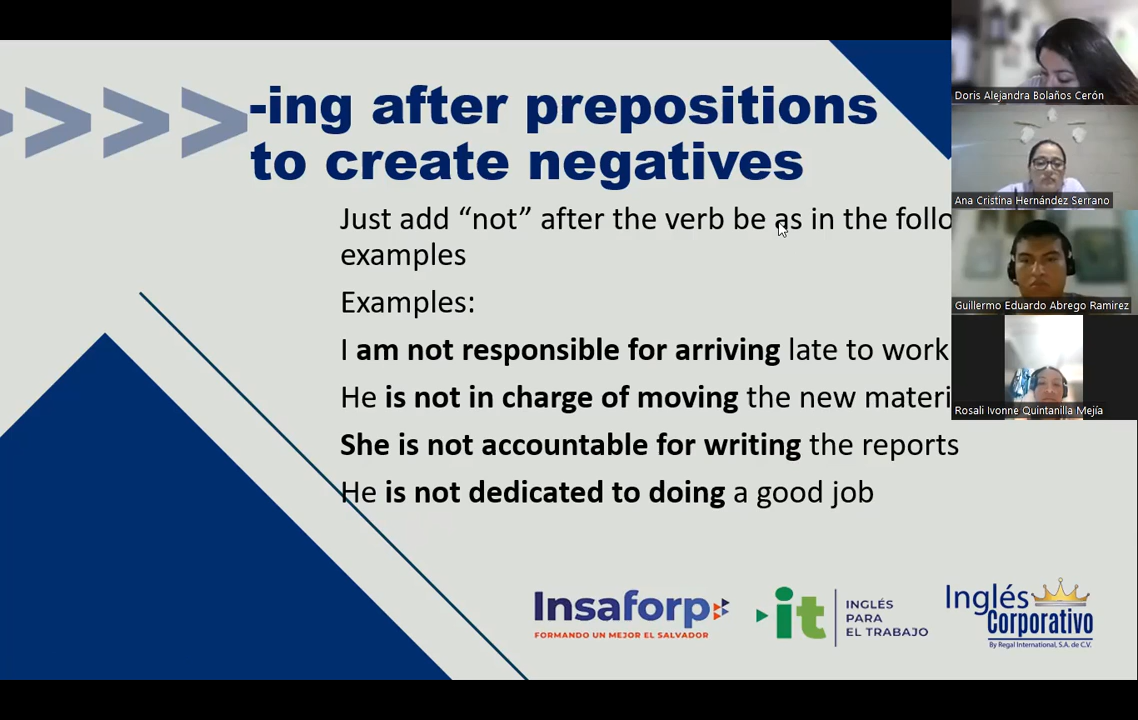 -ing after prepositions
to create negatives
Just add “not” after the verb be as in the
examples
Examples:
I am not responsible for arriving late to work
He is not in charge of moving the new
She is not accountable for writing the reports
He is not dedicated to doing a good job
Insaforp
FORMANDO UN MEJOR EL SALVADOR
it
INGLÉS
PARA
EL TRABAJO
Inglés
Corporativo
By Regal International, S.A. de C.V.
Doris Alejandra Bolaños Cerón
Ana Cristina Hernández Serrano
Guillermo Eduardo Abrego Ramirez
Rosali Ivonne Quintanilla Mejía